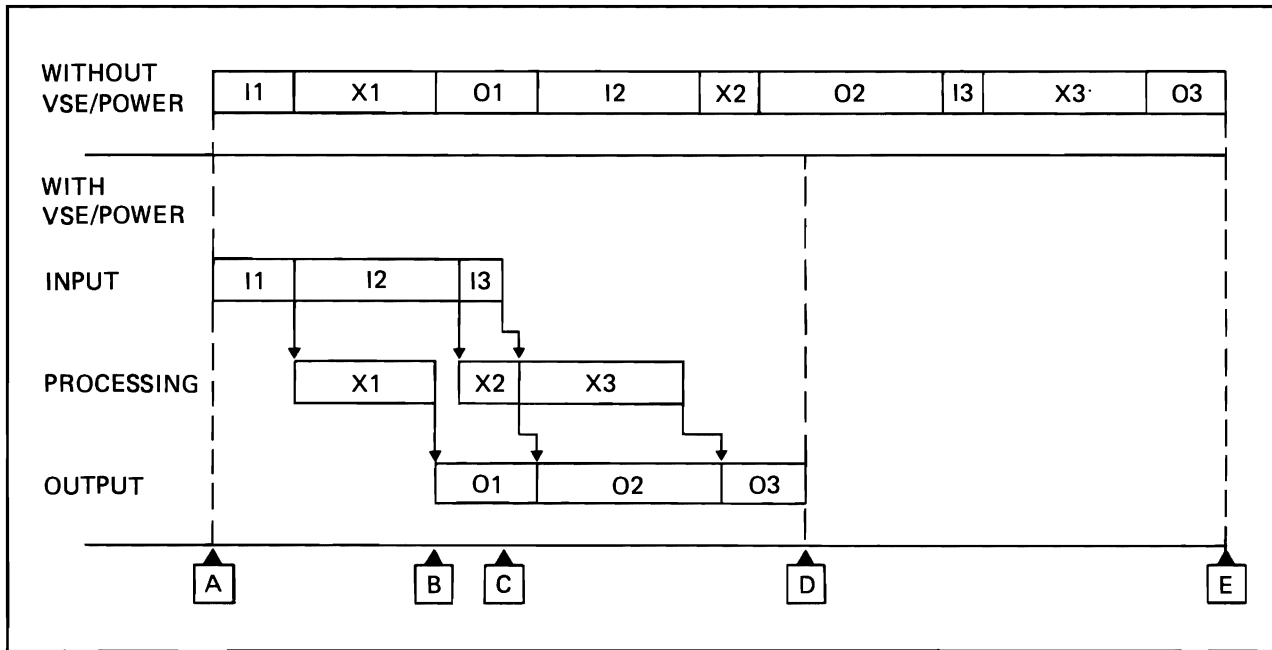 WITHOUT
VSE/POWER
I1 X1 O1 I2 X2 O2 I3 X3 O3
WITH
VSE/POWER
INPUT I1 I2 I3
PROCESSING X1 X2 X3
OUTPUT O1 O2 O3
A B C D E